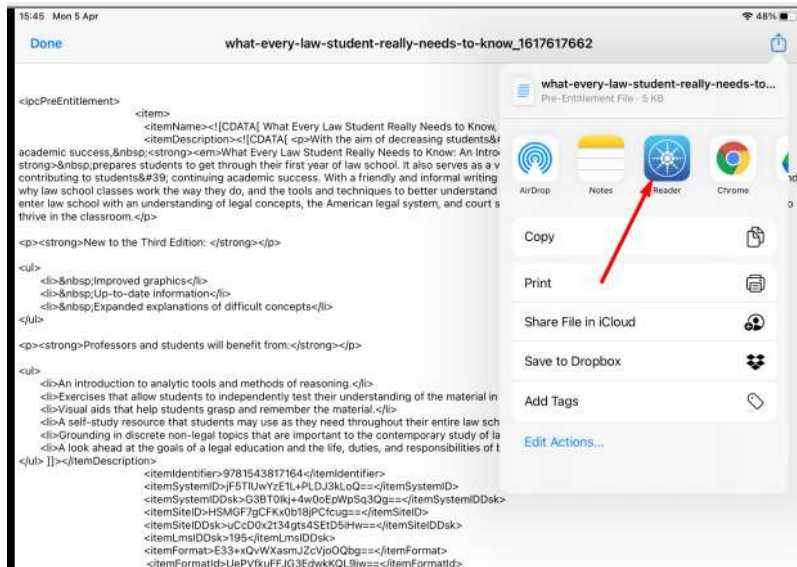 15:45 Mon 5 Apr
48%
Done
what-every-law-student-really-needs-to-know_1617617662
<ipcPreEntitlement>
<item>
<itemName><![CDATA[ What Every Law Student Really Needs to Know,
<itemDescription><![CDATA[ <p>With the aim of decreasing students&#
academic success,&nbsp;<strong><em>What Every Law Student Really Needs to Know: An Intro
strong>&nbsp;prepares students to get through their first year of law school. It also serves as a v
contributing to students&#39; continuing academic success. With a friendly and informal writing
why law school classes work the way they do, and the tools and techniques to better understand
enter law school with an understanding of legal concepts, the American legal system, and court s
thrive in the classroom.</p>
<p><strong>New to the Third Edition: </strong></p>
<ul>
<li>&nbsp;Improved graphics</li>
<li>&nbsp;Up-to-date information</li>
<li>&nbsp;Expanded explanations of difficult concepts</li>
</ul>
<p><strong>Professors and students will benefit from:</strong></p>
<ul>
<li>An introduction to analytic tools and methods of reasoning.</li>
<li>Exercises that allow students to independently test their understanding of the material in
<li>Visual aids that help students grasp and remember the material.</li>
<li>A self-study resource that students may use as they need throughout their entire law sch
<li>Grounding in discrete non-legal topics that are important to the contemporary study of la
<li>A look ahead at the goals of a legal education and the life, duties, and responsibilities of
</ul> ]]></itemDescription>
<itemIdentifier>9781543817164</itemIdentifier>
<itemSystemID>jF5TIUwYzE1L+PLDJ3kLoQ==</itemSystemID>
<itemSystemIDDsk>G3BT0lkj+4w0oEpWpSq3Qg==</itemSystemIDDsk>
<itemSiteID>HSMGF7gCFKx0b18jPCfcug==</itemSiteID>
<itemSiteIDDsk>uCcD0x2t34gts4SEtD5iHw==</itemSiteIDDsk>
<itemLmsIDDsk>195</itemLmsIDDsk>
<itemFormat>E33+xQvWXasmJZcVjoOQbg==</itemFormat>
<itemFormatId>UePVfkuFFJG3EdwkKQL9iw==</itemFormatId>
what-every-law-student-really-needs-to...
Pre-Entitlement File · 5 KB
AirDrop
Notes
Reader
Chrome
Copy
Print
Share File in iCloud
Save to Dropbox
Add Tags
Edit Actions...